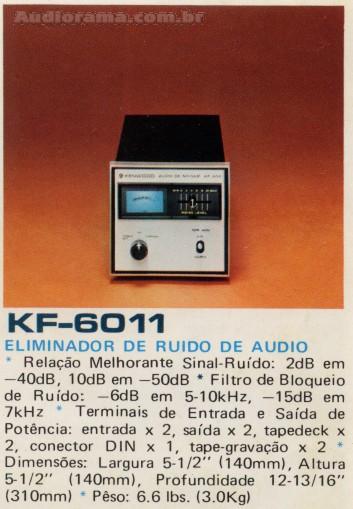 Audiorama.com.br
KENWOOD
KF-6011
ELIMINADOR DE RUIDO DE AUDIO
* Relação Melhorante Sinal-Ruído: 2dB em
−40dB, 10dB em −50dB * Filtro de Bloqueio
de Ruído: −6dB em 5-10kHz, −15dB em
7kHz * Terminais de Entrada e Saída de
Potência: entrada x 2, saída x 2, tapedeck x
2, conector DIN x 1, tape-gravação x 2 *
Dimensões: Largura 5-1/2" (140mm), Altura
5-1/2" (140mm), Profundidade 12-13/16"
(310mm) * Pêso: 6.6 lbs. (3.0Kg)